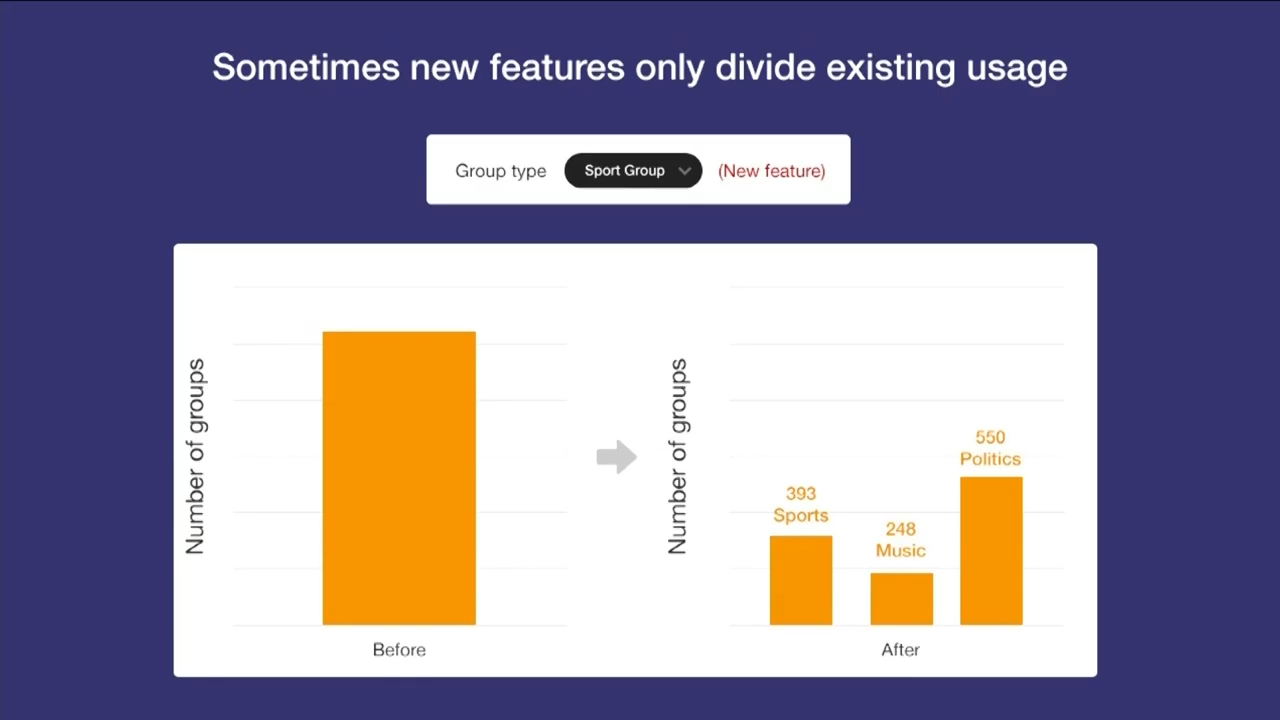 Sometimes new features only divide existing usage
Group type Sport Group (New feature)
Number of groups
Before
Number of groups
393
Sports
248
Music
550
Politics
After